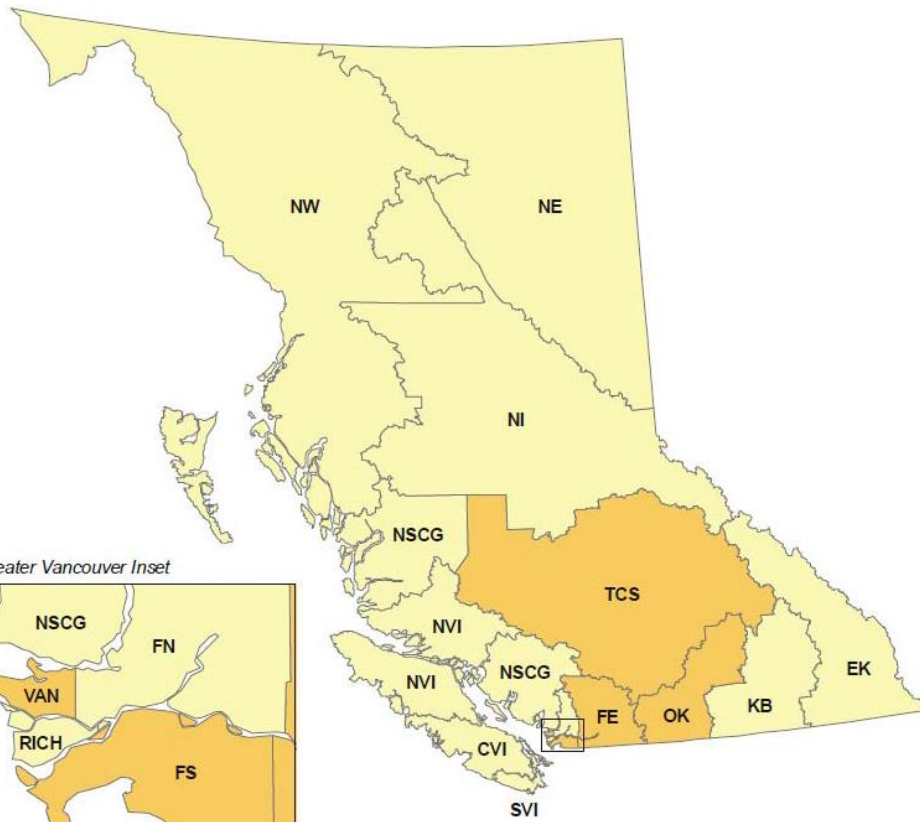 NW
NE
NI
NSCG
TCS
NVI
NSCG
NVI
EK
KB
FE
OK
CVI
SVI
eater Vancouver Inset
NSCG
FN
VAN
RICH
FS